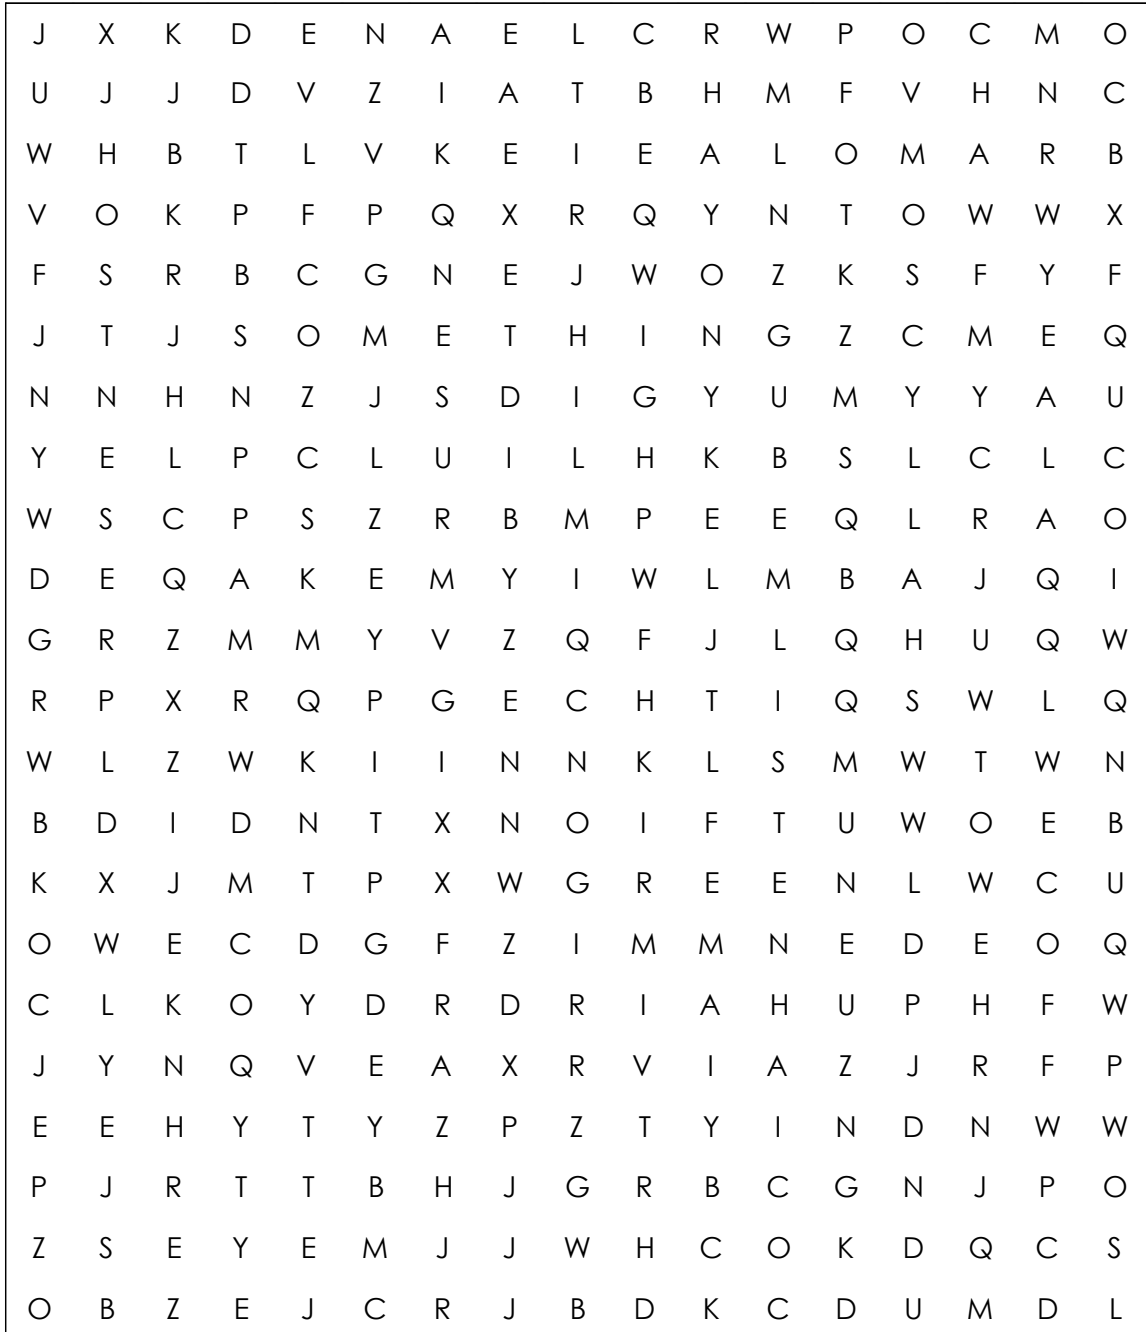 J X K D E N A E L C R W P O C M O
U J J D V Z I A T B H M F V H N C
W H B T L V K E I E A L O M A R B
V O K P F P Q X R Q Y N T O W W X
F S R B C G N E J W O Z K S F Y F
J T J S O M E T H I N G Z C M E Q
N N H N Z J S D I G Y U M Y Y A U
Y E L P C L U I L H K B S L C L C
W S C P S Z R B M P E E Q L R A O
D E Q A K E M Y I W L M B A J Q I
G R Z M M Y V Z Q F J L Q H U Q W
R P X R Q P G E C H T I Q S W L Q
W L Z W K I I N N K L S M W T W N
B D I D N T X N O I F T U W O E B
K X J M T P X W G R E E N L W C U
O W E C D G F Z I M M N E D E O Q
C L K O Y D R D R I A H U P H F W
J Y N Q V E A X R V I A Z J R F P
E E H Y T Y Z P Z T Y I N D N W W
P J R T T B H J G R B C G N J P O
Z S E Y E M J J W H C O K D Q C S
O B Z E J C R J B D K C D U M D L